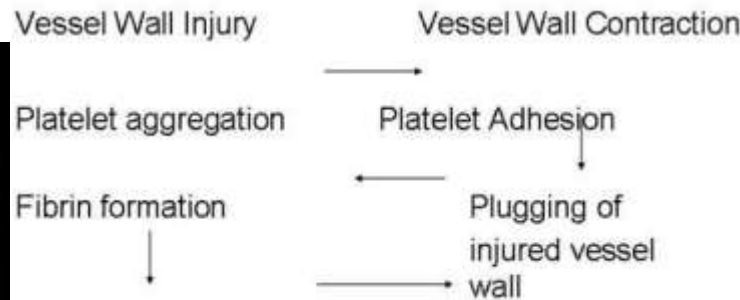 Vessel Wall Injury Vessel Wall Contraction
Platelet aggregation Platelet Adhesion
Fibrin formation Plugging of
injured vessel
wall